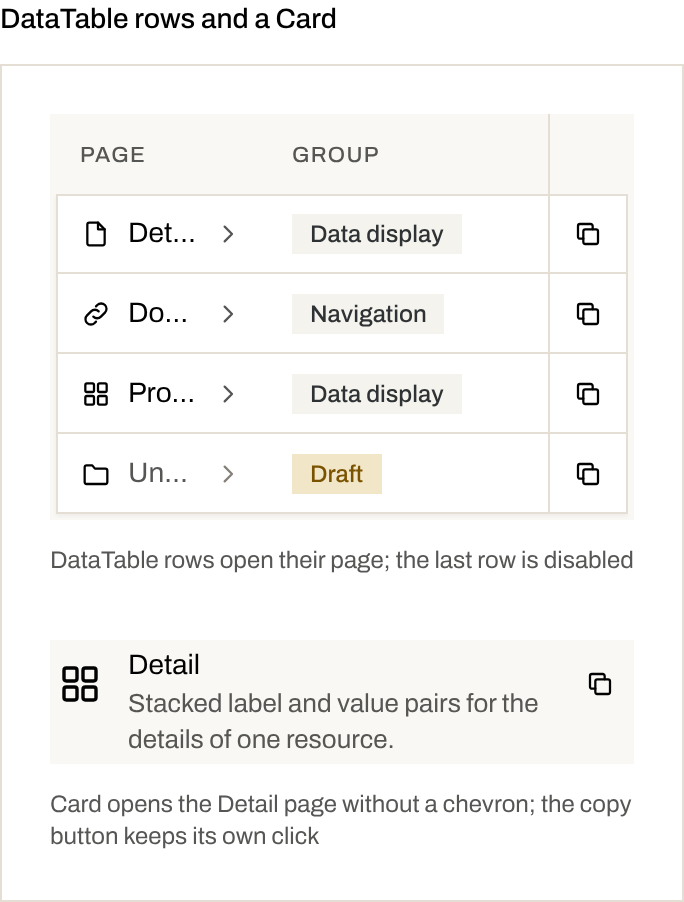 DataTable rows and a Card
PAGE GROUP
Det... Data display
Do... Navigation
Pro... Data display
Un... Draft
DataTable rows open their page; the last row is disabled
Detail
Stacked label and value pairs for the
details of one resource.
Card opens the Detail page without a chevron; the copy
button keeps its own click